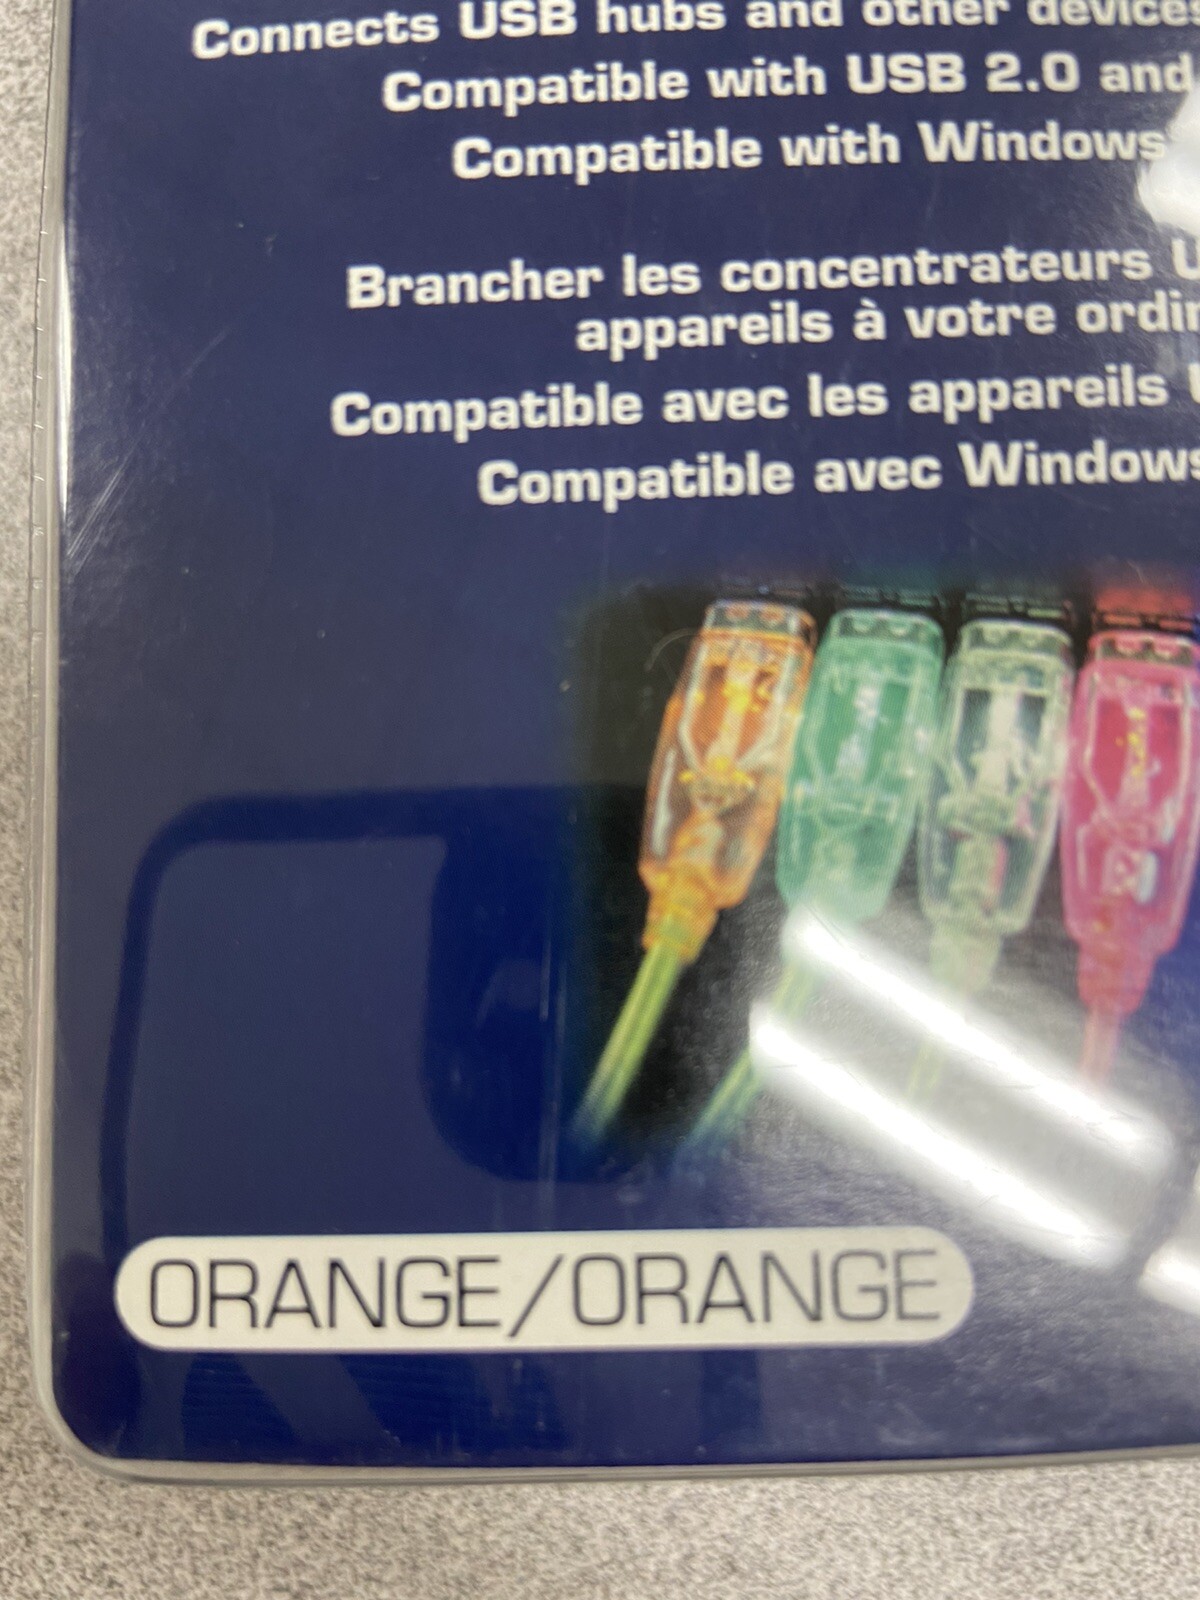 Connects USB hubs and other devices
Compatible with USB 2.0 and
Compatible with Windows
Brancher les concentrateurs
appareils à votre
Compatible avec les appareils
Compatible avec Windows
ORANGE/ORANGE